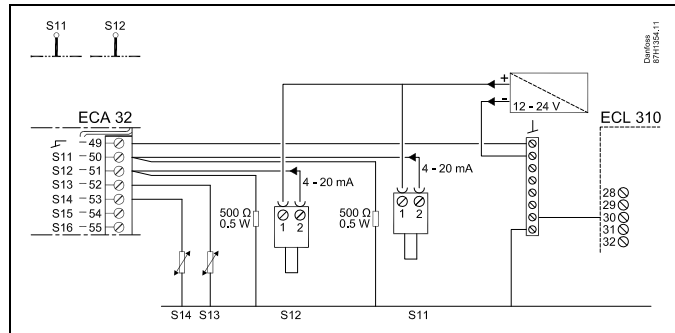 S11 S12
Danfoss
87H1354.11
+
-
12 - 24 V
ECA 32
ECL 310
49
S11 - 50
S12 - 51
S13 - 52
S14 - 53
S15 - 54
S16 - 55
4 - 20 mA
4 - 20 mA
500 Ω
0.5 W
1 2
500 Ω
0.5 W
1 2
28
29
30
31
32
S14 S13 S12 S11